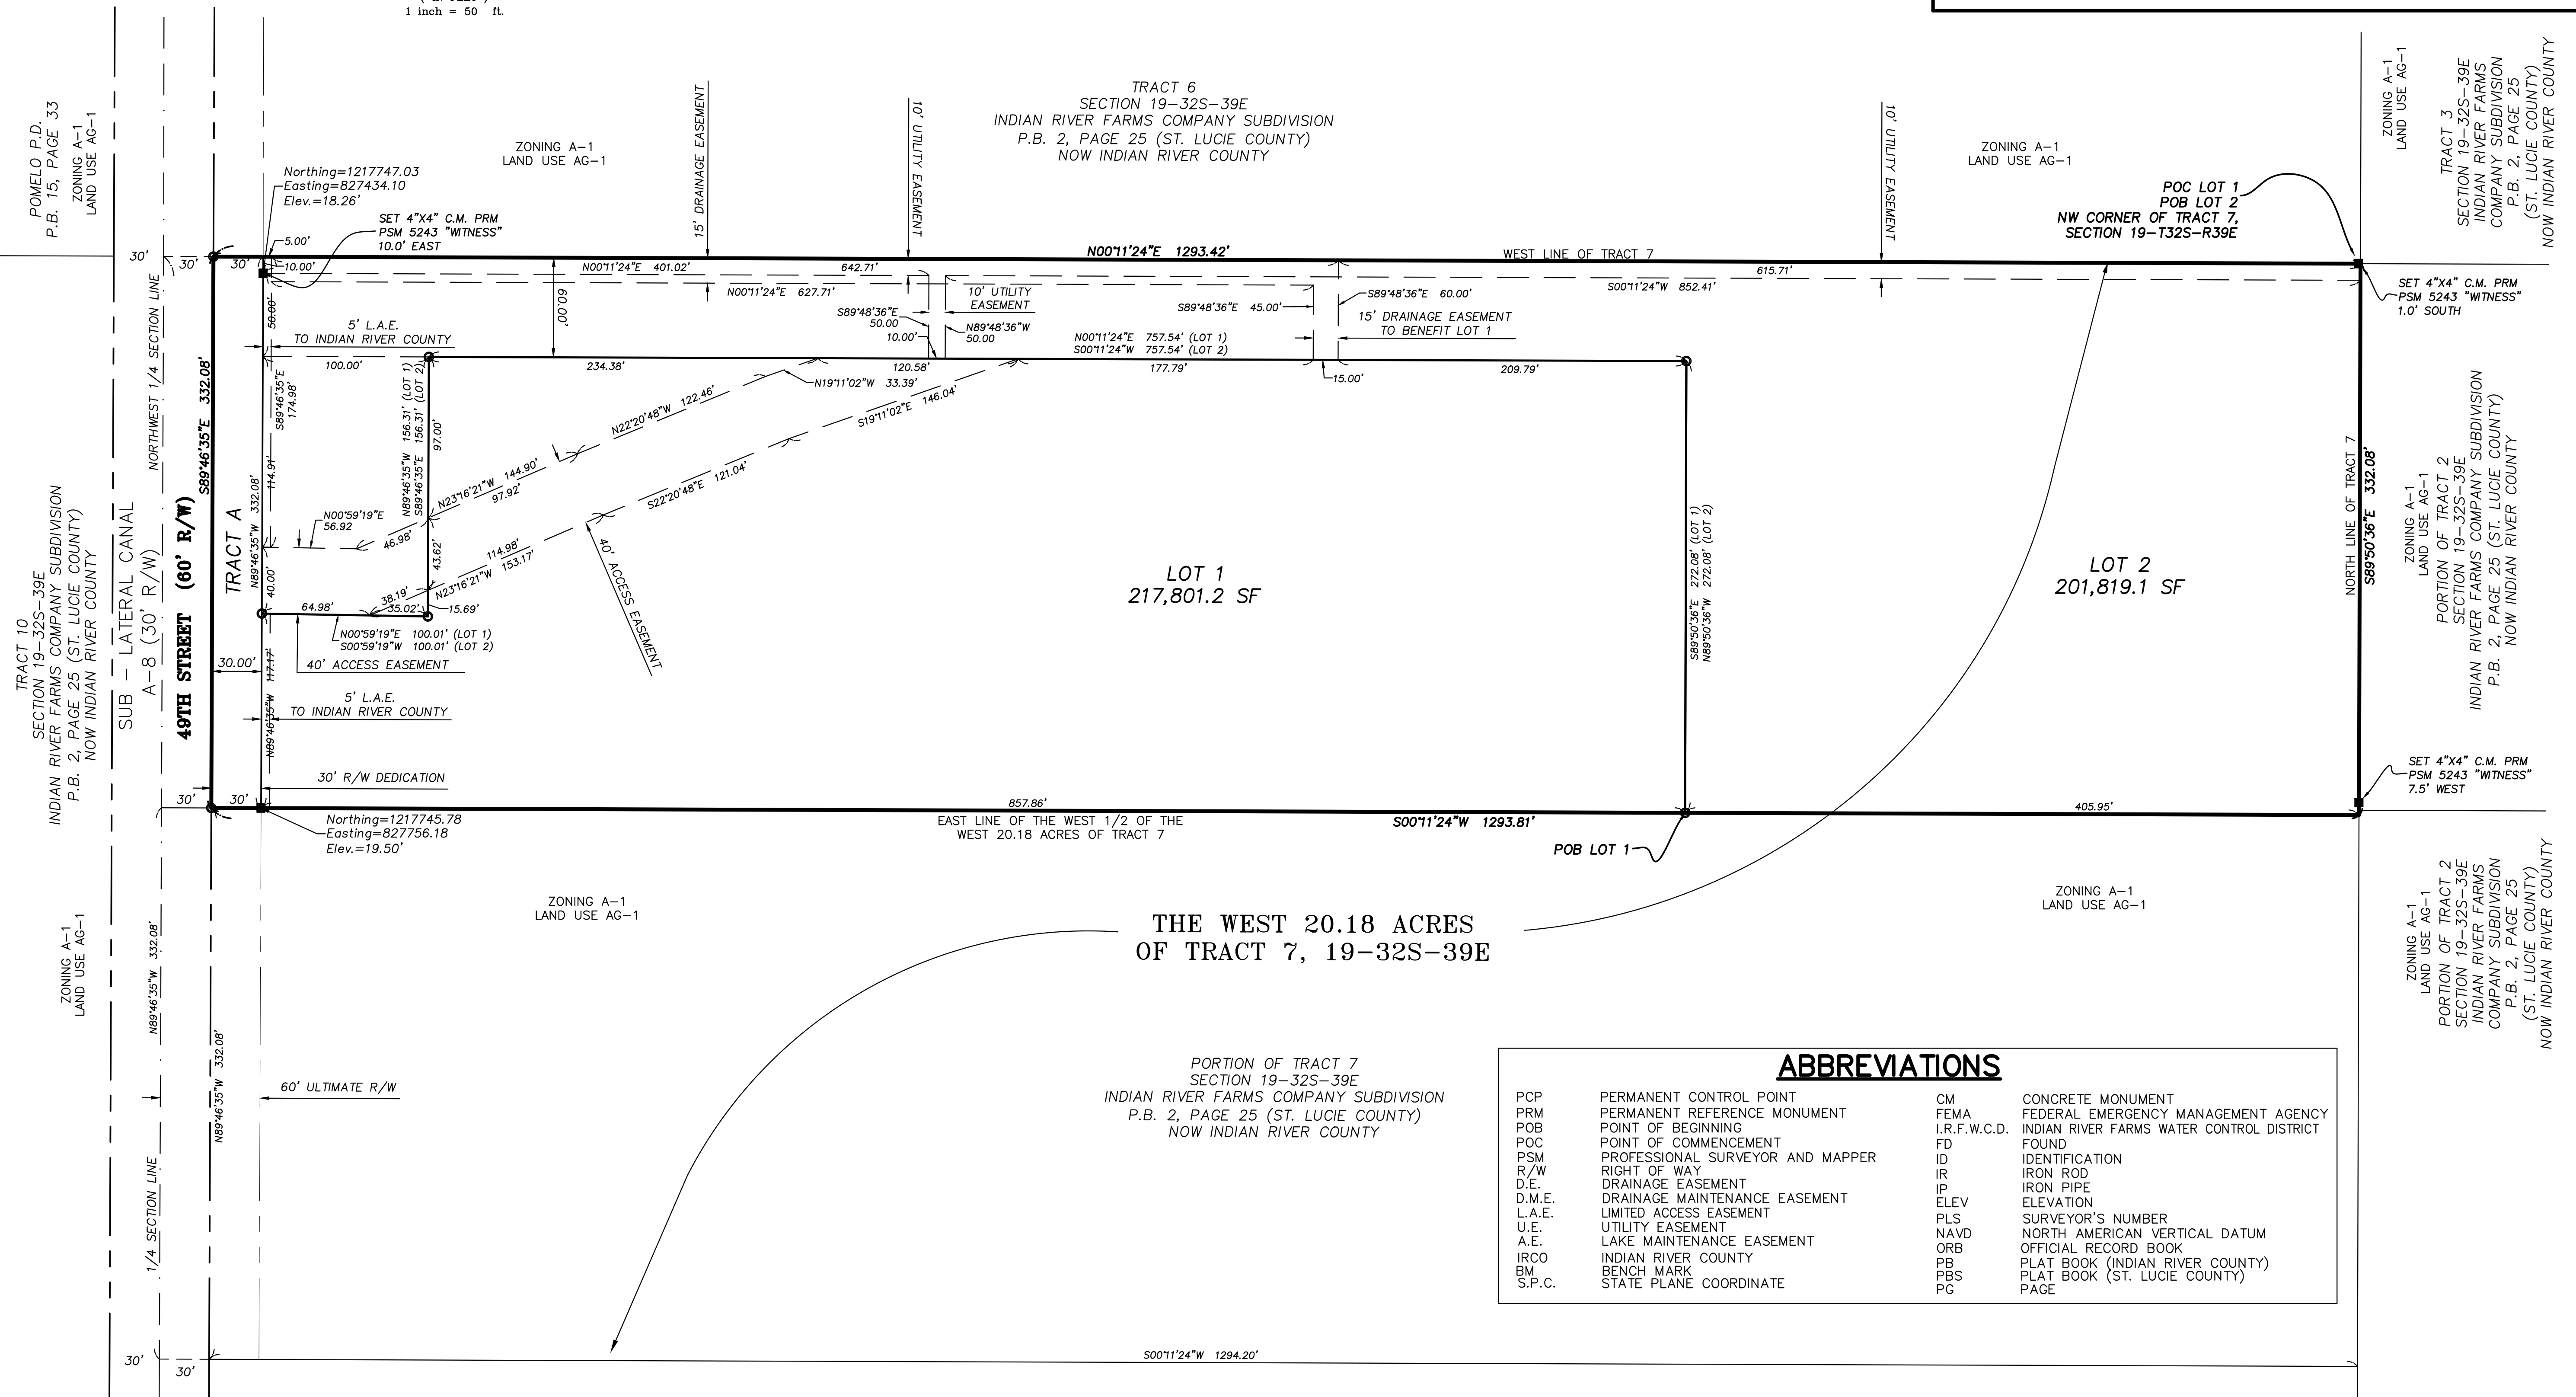 1 inch = 50 ft.
POMELO P.D.
P.B. 15, PAGE 33
ZONING A-1
LAND USE AG-1
30'
30'
30'
NORTHWEST 1/4 SECTION LINE
Northing=1217747.03
Easting=827434.10
Elev.=18.26'
SET 4"X4" C.M. PRM
PSM 5243 "WITNESS"
10.0' EAST
5.00'
10.00'
ZONING A-1
LAND USE AG-1
15' DRAINAGE EASEMENT
10' UTILITY EASEMENT
TRACT 6
SECTION 19-32S-39E
INDIAN RIVER FARMS COMPANY SUBDIVISION
P.B. 2, PAGE 25 (ST. LUCIE COUNTY)
NOW INDIAN RIVER COUNTY
10' UTILITY EASEMENT
ZONING A-1
LAND USE AG-1
POC LOT 1
POB LOT 2
NW CORNER OF TRACT 7,
SECTION 19-T32S-R39E
ZONING A-1
LAND USE AG-1
TRACT 3
SECTION 19-32S-39E
INDIAN RIVER FARMS
COMPANY SUBDIVISION
P.B. 2, PAGE 25
(ST. LUCIE COUNTY)
NOW INDIAN RIVER COUNTY
N00°11'24"E 1293.42'
WEST LINE OF TRACT 7
N00°11'24"E 401.02'
642.71'
615.71'
N00°11'24"E 627.71'
S00°11'24"W 852.41'
SET 4"X4" C.M. PRM
PSM 5243 "WITNESS"
1.0' SOUTH
60.00'
50.00'
5' L.A.E.
TO INDIAN RIVER COUNTY
S89°48'36"E
50.00
10' UTILITY
EASEMENT
N89°48'36"W
50.00
10.00'
S89°48'36"E 45.00'
S89°48'36"E 60.00'
15' DRAINAGE EASEMENT
TO BENEFIT LOT 1
N00°11'24"E 757.54' (LOT 1)
S00°11'24"W 757.54' (LOT 2)
100.00'
234.38'
120.58'
177.79'
15.00'
209.79'
S89°46'35"E 332.08'
S89°46'35"E
174.98'
114.91'
N89°46'35"W 156.31' (LOT 1)
S89°46'35"E 156.31' (LOT 2)
97.00'
N19°11'02"W 33.39'
N22°20'48"W 122.46'
S19°11'02"E 146.04'
N23°16'21"W 144.90'
97.92'
S22°20'48"E 121.04'
N00°59'19"E
56.92
46.98'
43.62'
114.98'
N23°16'21"W 153.17'
38.19'
35.02'
15.69'
64.98'
40' ACCESS EASEMENT
N00°59'19"E 100.01' (LOT 1)
S00°59'19"W 100.01' (LOT 2)
40' ACCESS EASEMENT
TRACT A
N89°46'35"W 332.08'
40.00'
30.00'
N89°46'35"W 117.17'
5' L.A.E.
TO INDIAN RIVER COUNTY
30' R/W DEDICATION
LOT 1
217,801.2 SF
S89°50'36"E 272.08' (LOT 1)
N89°50'36"W 272.08' (LOT 2)
LOT 2
201,819.1 SF
NORTH LINE OF TRACT 7
S89°50'36"E 332.08'
ZONING A-1
LAND USE AG-1
PORTION OF TRACT 2
SECTION 19-32S-39E
INDIAN RIVER FARMS COMPANY SUBDIVISION
P.B. 2, PAGE 25 (ST. LUCIE COUNTY)
NOW INDIAN RIVER COUNTY
SET 4"X4" C.M. PRM
PSM 5243 "WITNESS"
7.5' WEST
TRACT 10
SECTION 19-32S-39E
INDIAN RIVER FARMS COMPANY SUBDIVISION
P.B. 2, PAGE 25 (ST. LUCIE COUNTY)
NOW INDIAN RIVER COUNTY
SUB - LATERAL CANAL
A-8 (30' R/W)
49TH STREET (60' R/W)
30'
30'
Northing=1217745.78
Easting=827756.18
Elev.=19.50'
857.86'
EAST LINE OF THE WEST 1/2 OF THE
WEST 20.18 ACRES OF TRACT 7
S00°11'24"W 1293.81'
405.95'
POB LOT 1
ZONING A-1
LAND USE AG-1
ZONING A-1
LAND USE AG-1
ZONING A-1
LAND USE AG-1
ZONING A-1
LAND USE AG-1
PORTION OF TRACT 2
SECTION 19-32S-39E
INDIAN RIVER FARMS
COMPANY SUBDIVISION
P.B. 2, PAGE 25
(ST. LUCIE COUNTY)
NOW INDIAN RIVER COUNTY
THE WEST 20.18 ACRES
OF TRACT 7, 19-32S-39E
N89°46'35"W 332.08'
N89°46'35"W 332.08'
1/4 SECTION LINE
60' ULTIMATE R/W
PORTION OF TRACT 7
SECTION 19-32S-39E
INDIAN RIVER FARMS COMPANY SUBDIVISION
P.B. 2, PAGE 25 (ST. LUCIE COUNTY)
NOW INDIAN RIVER COUNTY
ABBREVIATIONS
PCP PERMANENT CONTROL POINT
PRM PERMANENT REFERENCE MONUMENT
POB POINT OF BEGINNING
POC POINT OF COMMENCEMENT
PSM PROFESSIONAL SURVEYOR AND MAPPER
R/W RIGHT OF WAY
D.E. DRAINAGE EASEMENT
D.M.E. DRAINAGE MAINTENANCE EASEMENT
L.A.E. LIMITED ACCESS EASEMENT
U.E. UTILITY EASEMENT
A.E. LAKE MAINTENANCE EASEMENT
IRCO INDIAN RIVER COUNTY
BM BENCH MARK
S.P.C. STATE PLANE COORDINATE
CM CONCRETE MONUMENT
FEMA FEDERAL EMERGENCY MANAGEMENT AGENCY
I.R.F.W.C.D. INDIAN RIVER FARMS WATER CONTROL DISTRICT
FD FOUND
ID IDENTIFICATION
IR IRON ROD
IP IRON PIPE
ELEV ELEVATION
PLS SURVEYOR'S NUMBER
NAVD NORTH AMERICAN VERTICAL DATUM
ORB OFFICIAL RECORD BOOK
PB PLAT BOOK (INDIAN RIVER COUNTY)
PBS PLAT BOOK (ST. LUCIE COUNTY)
PG PAGE
30'
30'
S00°11'24"W 1294.20'